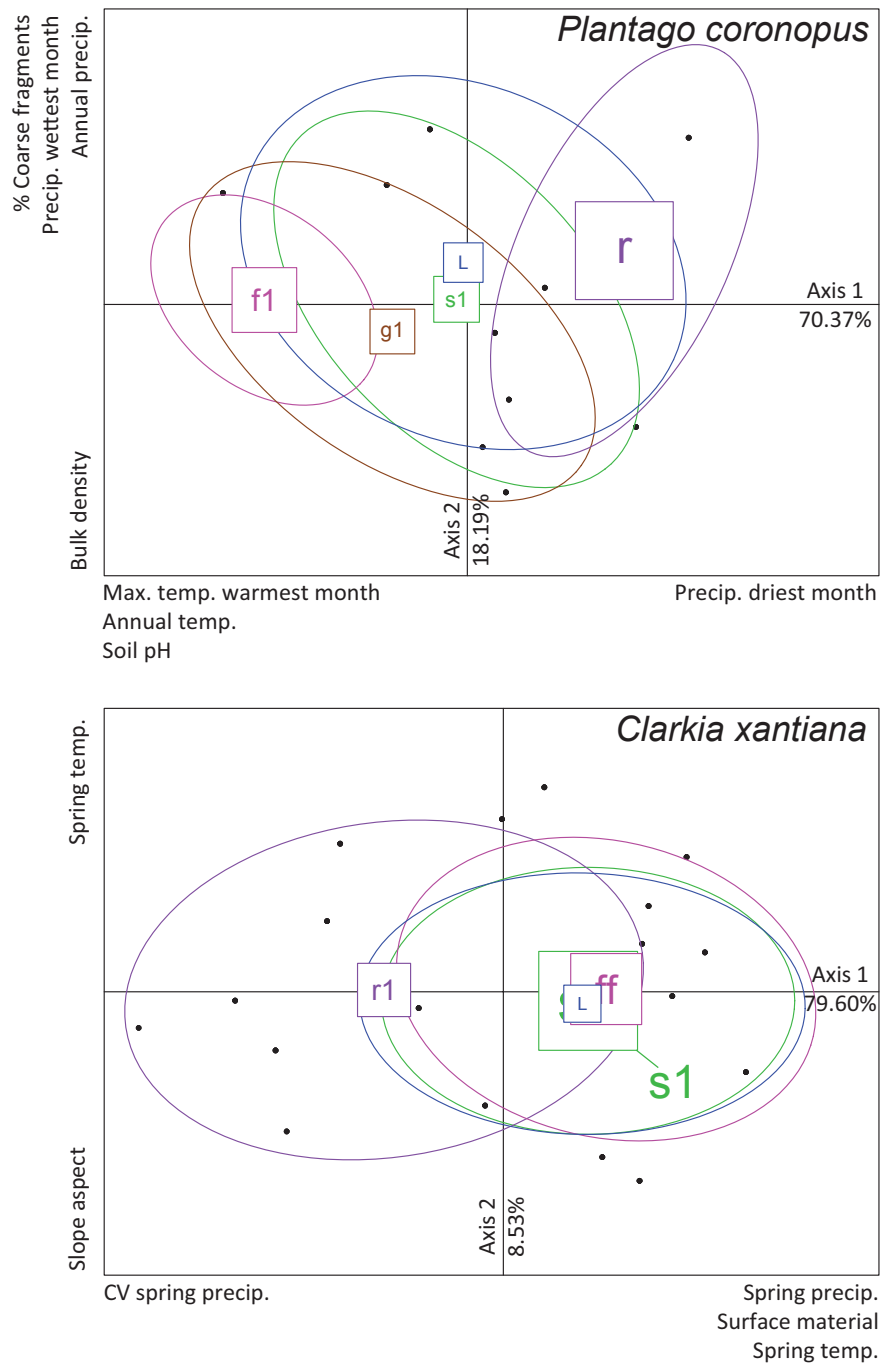 Plantago coronopus
% Coarse fragments
Precip. wettest month
Annual precip.
Bulk density
r
L
s1
f1
g1
Axis 1
70.37%
Axis 2
18.19%
Max. temp. warmest month
Annual temp.
Soil pH
Precip. driest month
Clarkia xantiana
Spring temp.
Slope aspect
r1
ff
L
s1
Axis 1
79.60%
Axis 2
8.53%
CV spring precip.
Spring precip.
Surface material
Spring temp.